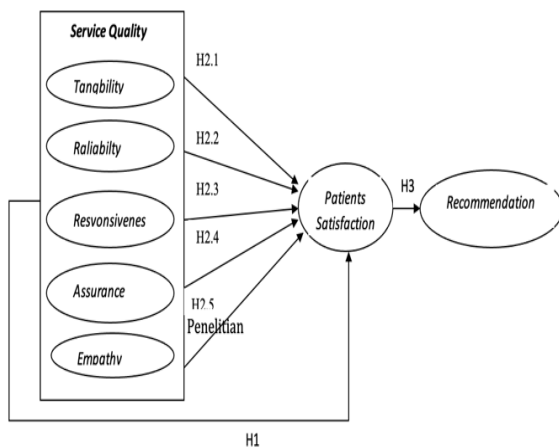 Service Quality
Tangbility
Raliabilty
Resvonsivenes
Assurance
Empathv
H2.1
H2.2
H2.3
H2.4
H2.5
Penelitian
Patients
Satisfaction
H3
Recommendation
H1